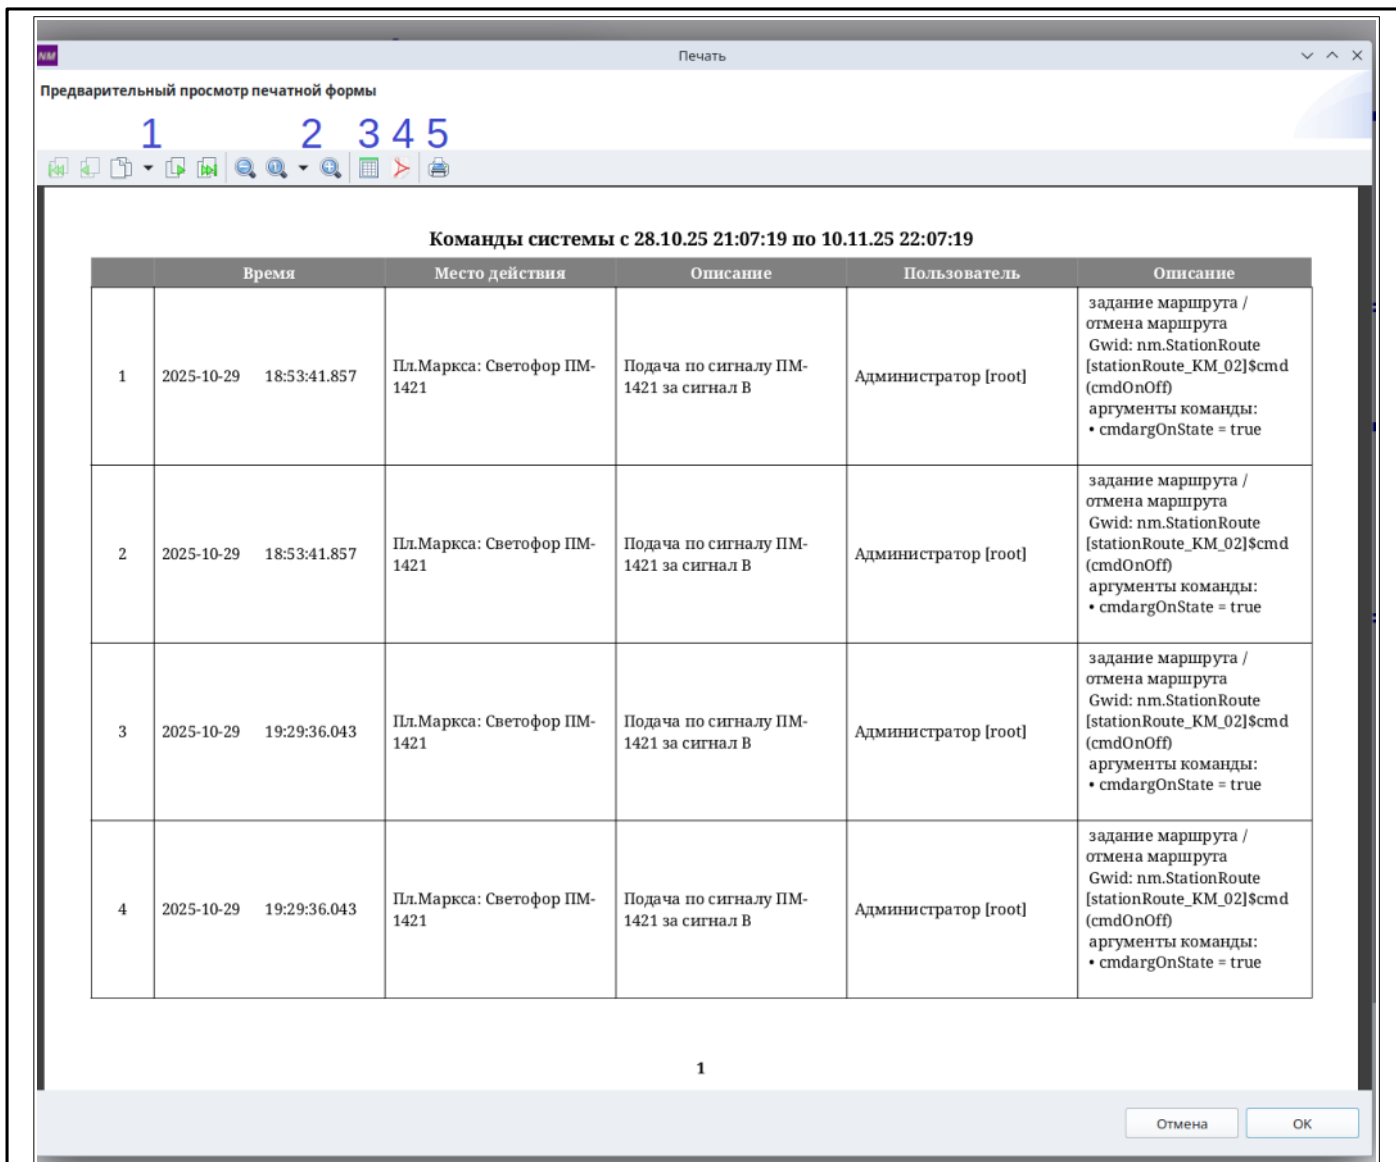 NM
Печать
Предварительный просмотр печатной формы
1 2 3 4 5
Команды системы с 28.10.25 21:07:19 по 10.11.25 22:07:19
Время Место действия Описание Пользователь Описание
1 2025-10-29 18:53:41.857 Пл.Маркса: Светофор ПМ-
1421
Подача по сигналу ПМ-
1421 за сигнал В
Администратор [root]
задание маршрута /
отмена маршрута
Gwid: nm.StationRoute
[stationRoute_KM_02]$cmd
(cmdOnOff)
аргументы команды:
• cmdargOnState = true
2 2025-10-29 18:53:41.857 Пл.Маркса: Светофор ПМ-
1421
Подача по сигналу ПМ-
1421 за сигнал В
Администратор [root]
задание маршрута /
отмена маршрута
Gwid: nm.StationRoute
[stationRoute_KM_02]$cmd
(cmdOnOff)
аргументы команды:
• cmdargOnState = true
3 2025-10-29 19:29:36.043 Пл.Маркса: Светофор ПМ-
1421
Подача по сигналу ПМ-
1421 за сигнал В
Администратор [root]
задание маршрута /
отмена маршрута
Gwid: nm.StationRoute
[stationRoute_KM_02]$cmd
(cmdOnOff)
аргументы команды:
• cmdargOnState = true
4 2025-10-29 19:29:36.043 Пл.Маркса: Светофор ПМ-
1421
Подача по сигналу ПМ-
1421 за сигнал В
Администратор [root]
задание маршрута /
отмена маршрута
Gwid: nm.StationRoute
[stationRoute_KM_02]$cmd
(cmdOnOff)
аргументы команды:
• cmdargOnState = true
1
Отмена OK